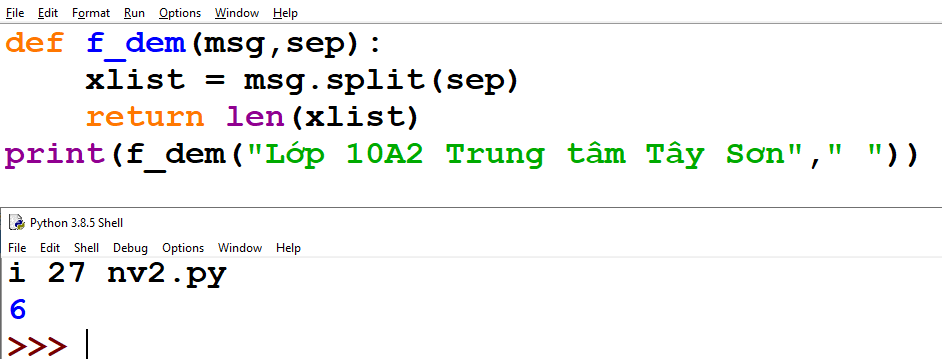 File Edit Format Run Options Window Help
def f_dem(msg,sep):
    xlist = msg.split(sep)
    return len(xlist)
print(f_dem("Lớp 10A2 Trung tâm Tây Sơn"," "))
Python 3.8.5 Shell
File Edit Shell Debug Options Window Help
i 27 nv2.py
6
>>>